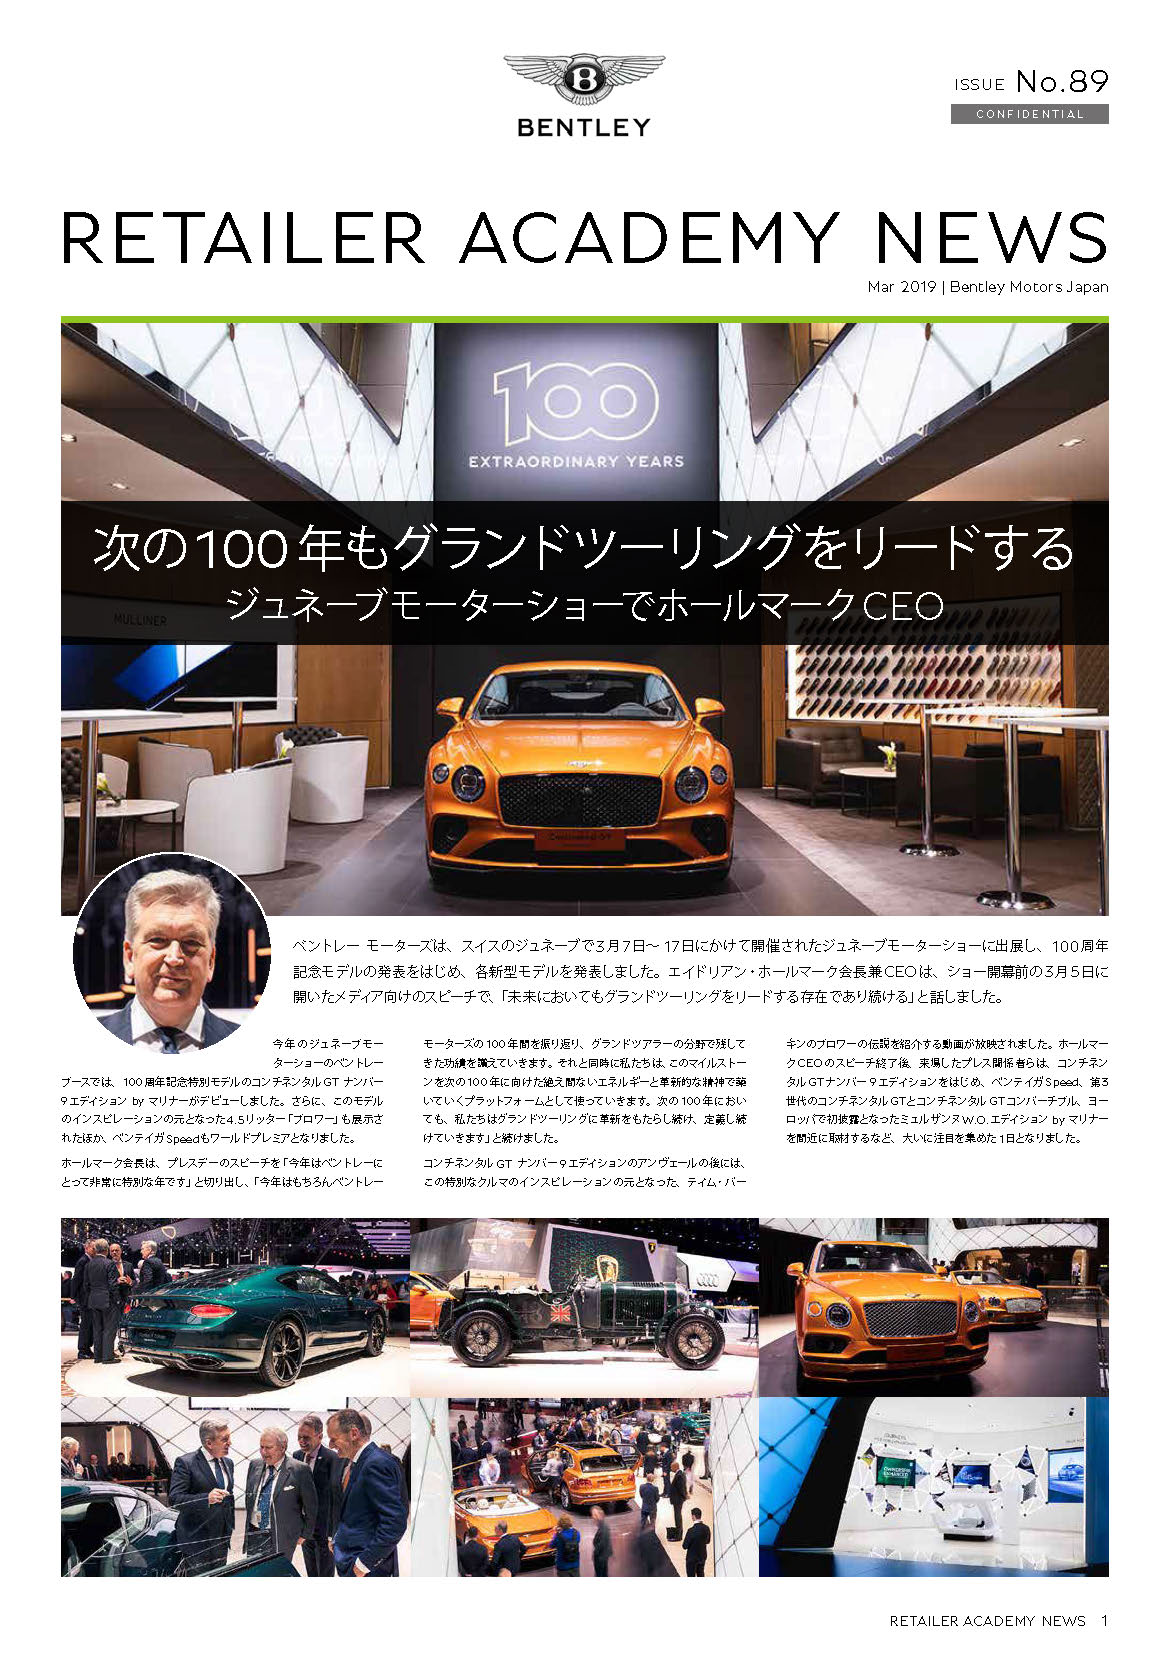 BENTLEY
ISSUE No.89
CONFIDENTIAL
RETAILER ACADEMY NEWS
Mar 2019 | Bentley Motors Japan
100
EXTRAORDINARY YEARS
次の100年もグランドツーリングをリードする
ジュネーブモーターショーでホールマークCEO
MULLINER
Continental GT
ベントレー モーターズは、スイスのジュネーブで3月7日〜17日にかけて開催されたジュネーブモーターショーに出展し、100周年
記念モデルの発表をはじめ、各新型モデルを発表しました。エイドリアン・ホールマーク会長兼CEOは、ショー開幕前の3月5日に
開いたメディア向けのスピーチで、「未来においてもグランドツーリングをリードする存在であり続ける」と話しました。
今年のジュネーブモー
ターショーのベントレー
ブースでは、100周年記念特別モデルのコンチネンタルGT ナンバー
9エディション by マリナーがデビューしました。さらに、このモデル
のインスピレーションの元となった4.5リッター「ブロワー」も展示さ
れたほか、ベンテイガSpeedもワールドプレミアとなりました。
ホールマーク会長は、プレスデーのスピーチを「今年はベントレーに
とって非常に特別な年です」と切り出し、「今年はもちろんベントレー
モーターズの100年間を振り返り、グランドツアラーの分野で残して
きた功績を讃えていきます。それと同時に私たちは、このマイルストー
ンを次の100年に向けた絶え間ないエネルギーと革新的な精神で築
いていくプラットフォームとして使っていきます。次の100年におい
ても、私たちはグランドツーリングに革新をもたらし続け、定義し続
けていきます」と続けました。
コンチネンタルGT ナンバー9エディションのアンヴェールの後には、
この特別なクルマのインスピレーションの元となった、ティム・バー
キンのブロワーの伝説を紹介する動画が放映されました。ホールマー
クCEOのスピーチ終了後、来場したプレス関係者らは、コンチネン
タルGTナンバー9エディションをはじめ、ベンテイガSpeed、第3
世代のコンチネンタルGTとコンチネンタルGTコンバーチブル、ヨー
ロッパで初披露となったミュルザンヌW.O.エディション by マリナー
を間近に取材するなど、大いに注目を集めた1日となりました。
RETAILER ACADEMY NEWS 1